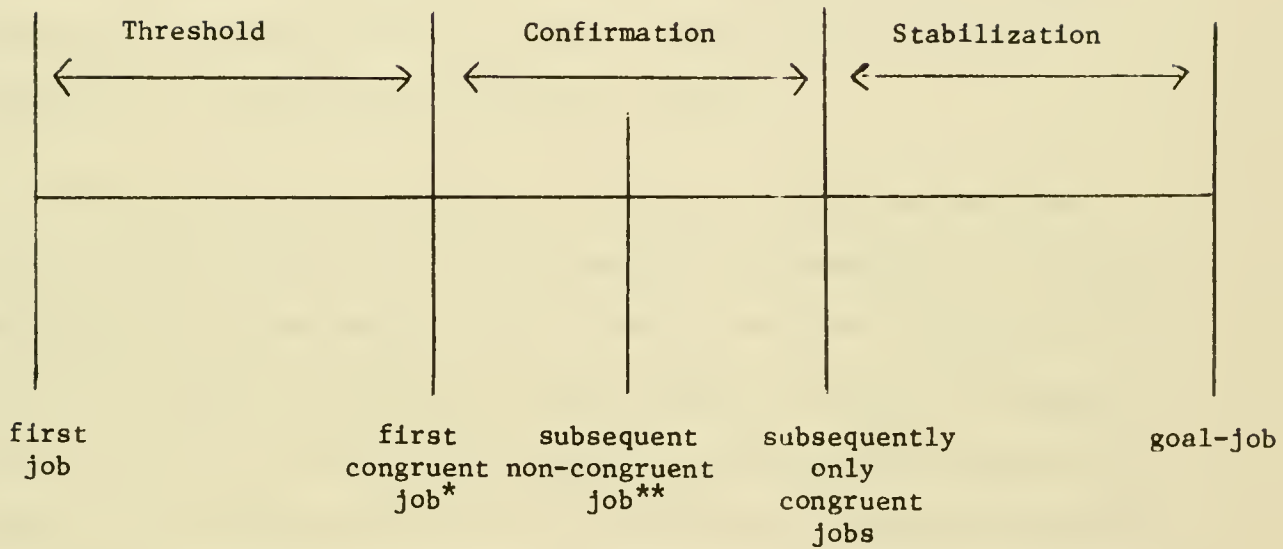 Threshold
Confirmation
Stabilization
first
job
first
congruent
job*
subsequent
non-congruent
job**
subsequently
only
congruent
jobs
goal-job